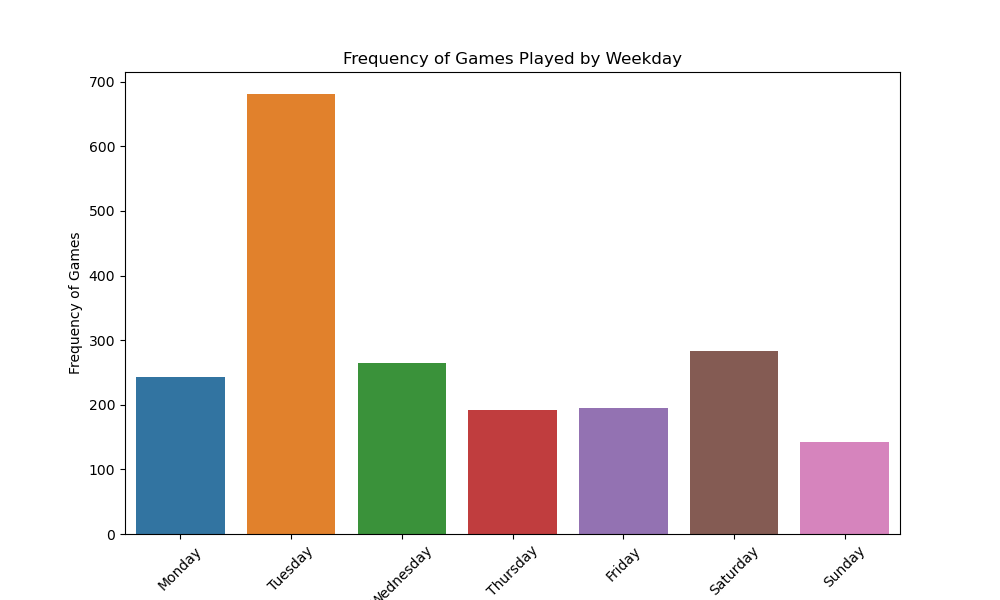 Frequency of Games Played by Weekday
Frequency of Games
700
600
500
400
300
200
100
0
Monday
Tuesday
Wednesday
Thursday
Friday
Saturday
Sunday